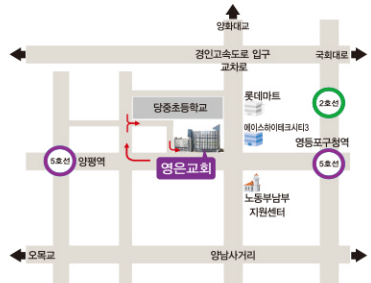 양화대교
경인고속도로 입구
교차로
국회대로
롯데마트
당중초등학교
2호선
에이스하이테크시티3
영등포구청역
5호선
양평역
영은교회
5호선
노동부남부
지원센터
오목교
양남사거리